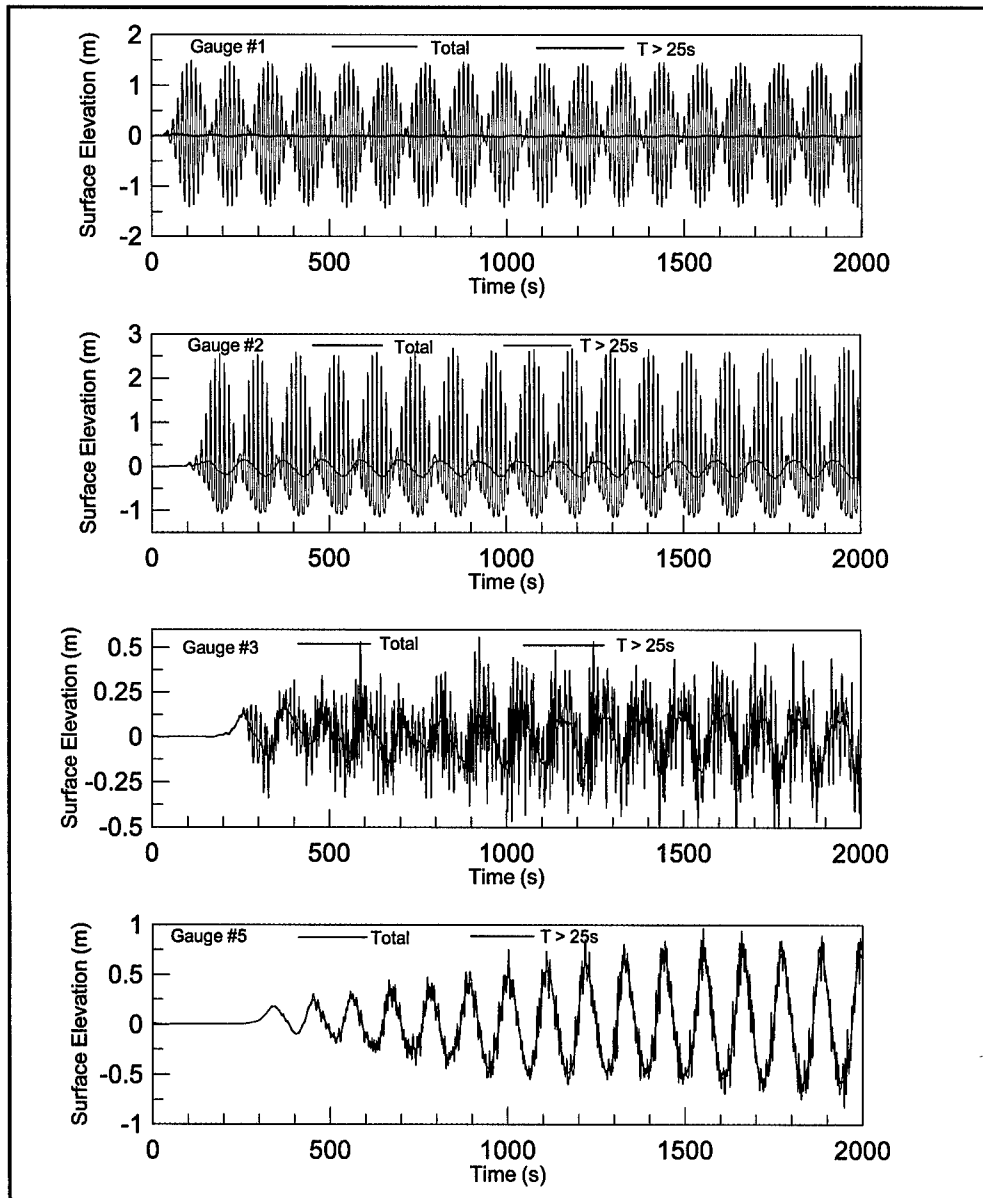 Surface Elevation (m)
2
1
0
-1
-2
Gauge #1 Total T > 25s
0 500 1000 1500 2000
Time (s)
Surface Elevation (m)
3
2
1
0
-1
Gauge #2 Total T > 25s
0 500 1000 1500 2000
Time (s)
Surface Elevation (m)
0.5
0.25
0
-0.25
-0.5
Gauge #3 Total T > 25s
0 500 1000 1500 2000
Time (s)
Surface Elevation (m)
1
0.5
0
-0.5
-1
Gauge #5 Total T > 25s
0 500 1000 1500 2000
Time (s)